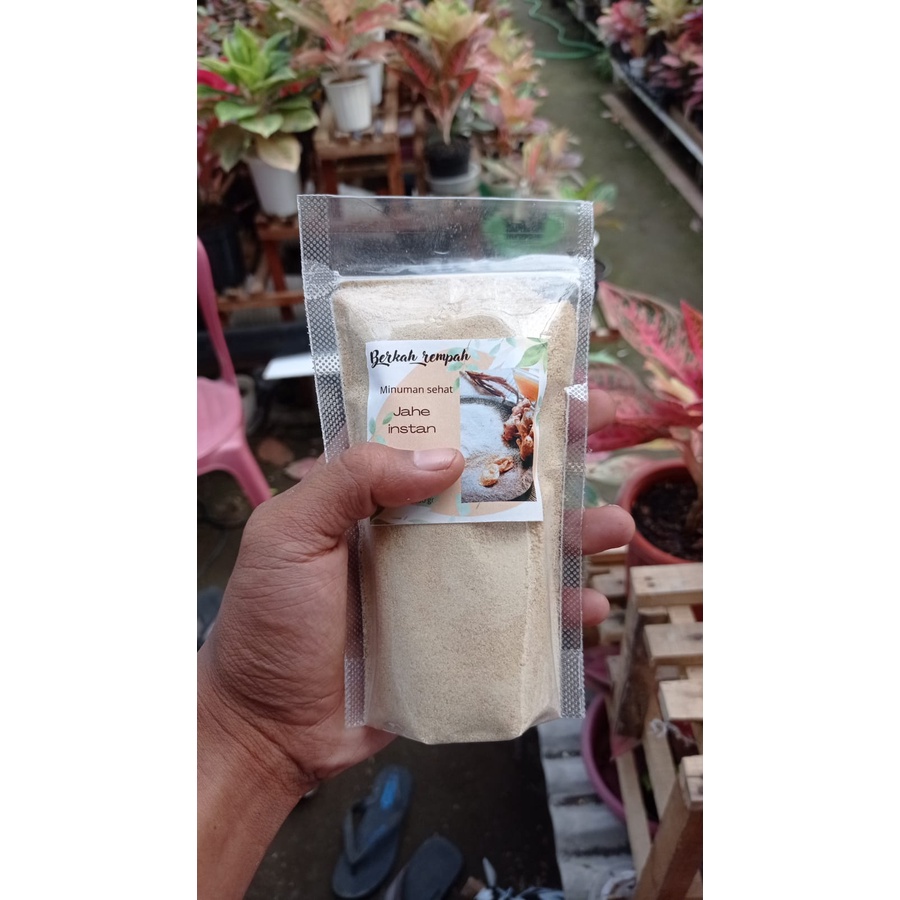 Berkah rempah
Minuman sehat
Jahe
instan